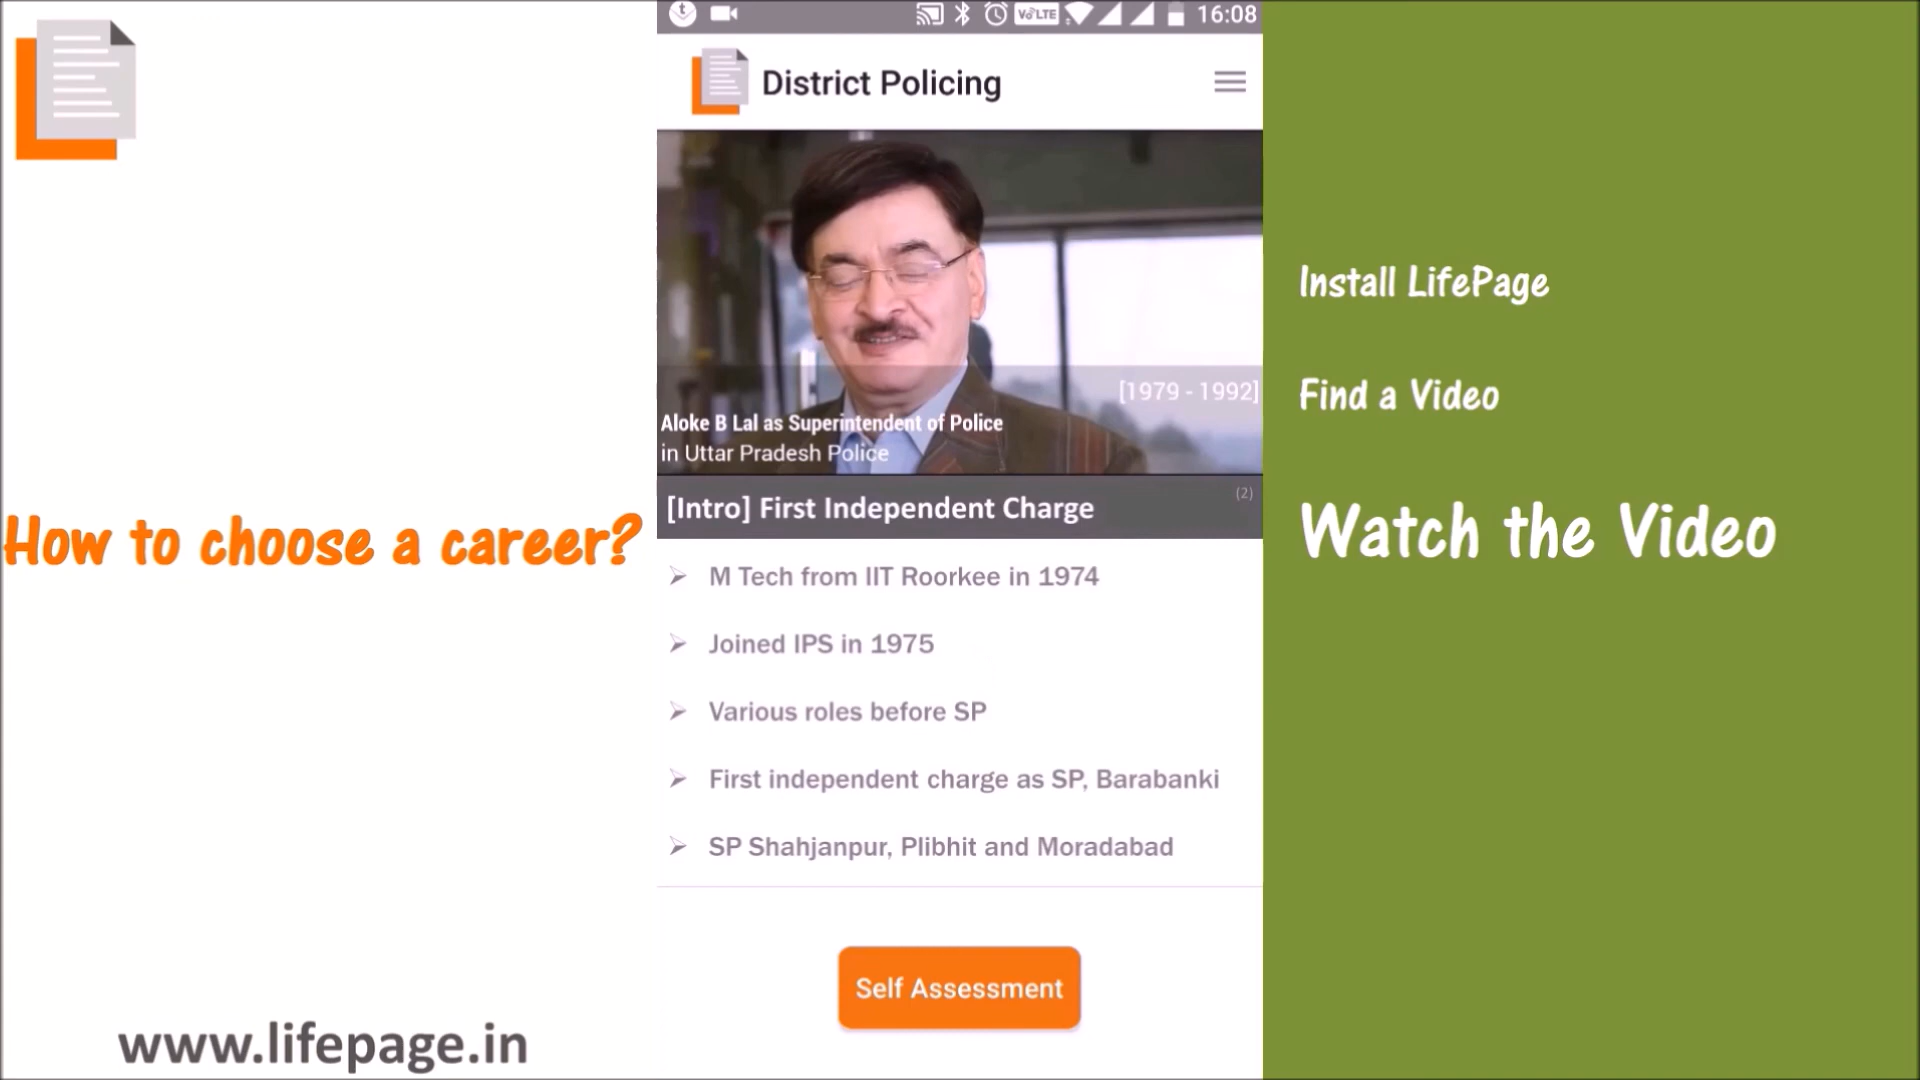 16:08
VoLTE
District Policing
[1979 - 1992]
Aloke B Lal as Superintendent of Police
in Uttar Pradesh Police
[Intro] First Independent Charge
(2)
M Tech from IIT Roorkee in 1974
Joined IPS in 1975
Various roles before SP
First independent charge as SP, Barabanki
SP Shahjanpur, Plibhit and Moradabad
Self Assessment
How to choose a career?
www.lifepage.in
Install LifePage
Find a Video
Watch the Video